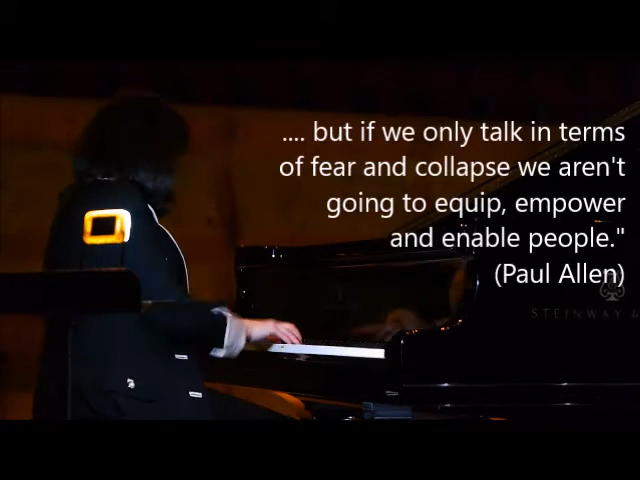 .... but if we only talk in terms
of fear and collapse we aren't
going to equip, empower
and enable people."
(Paul Allen)
STEINWAY &